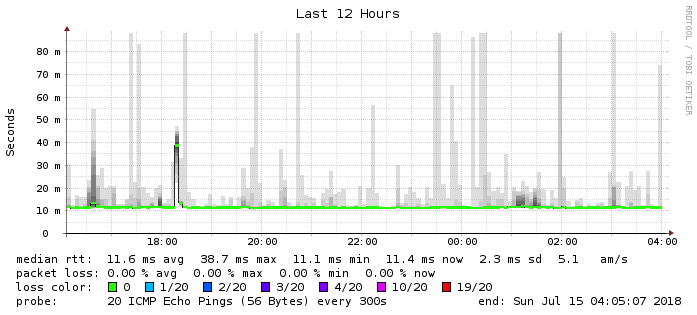 Last 12 Hours
RRDTOOL / TOBI OETIKER
Seconds
80 m
70 m
60 m
50 m
40 m
30 m
20 m
10 m
0
18:00 20:00 22:00 00:00 02:00 04:00
median rtt: 11.6 ms avg 38.7 ms max 11.1 ms min 11.4 ms now 2.3 ms sd 5.1 am/s
packet loss: 0.00 % avg 0.00 % max 0.00 % min 0.00 % now
loss color: 0 1/20 2/20 3/20 4/20 10/20 19/20
probe: 20 ICMP Echo Pings (56 Bytes) every 300s end: Sun Jul 15 04:05:07 2018